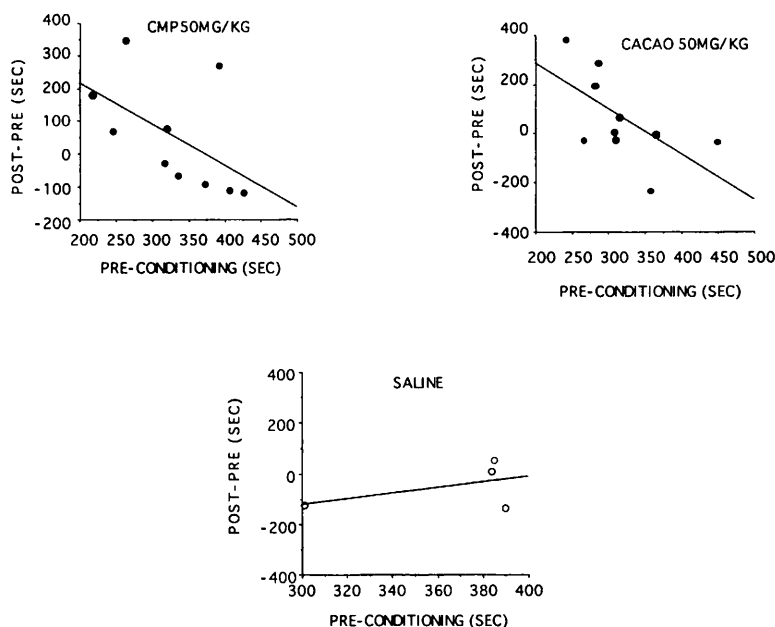 CMP50MG/KG
POST-PRE (SEC)
400
300
200
100
0
-100
-200
200 250 300 350 400 450 500
PRE-CONDITIONING (SEC)
CACAO 50MG/KG
POST-PRE (SEC)
400
200
0
-200
-400
200 250 300 350 400 450 500
PRE-CONDITIONING (SEC)
SALINE
POST-PRE (SEC)
400
200
0
-200
-400
300 320 340 360 380 400
PRE-CONDITIONING (SEC)